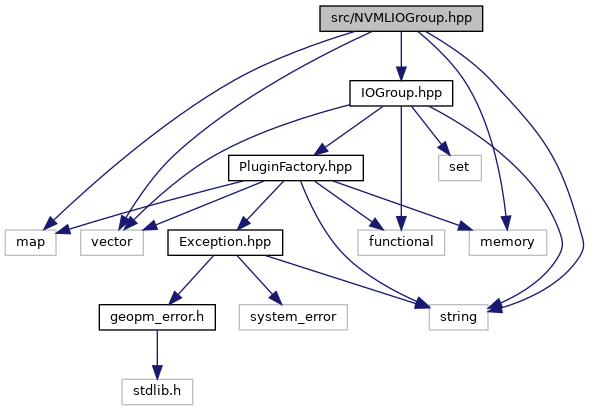 src/NVMLIOGroup.hpp
IOGroup.hpp
PluginFactory.hpp
set
map
vector
Exception.hpp
functional
memory
geopm_error.h
system_error
string
stdlib.h